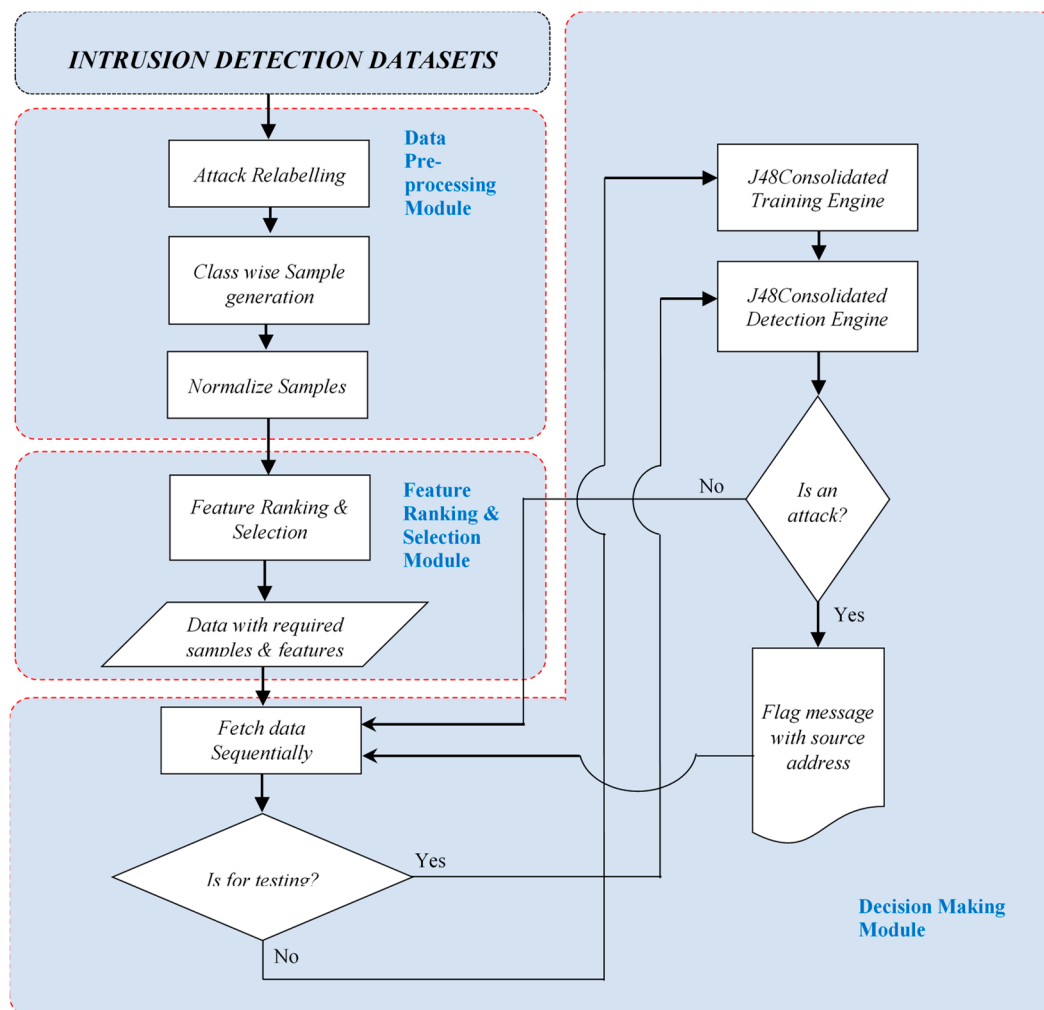 INTRUSION DETECTION DATASETS
Data
Pre-
processing
Module
Attack Relabelling
Class wise Sample
generation
Normalize Samples
Feature
Ranking &
Selection
Module
Feature Ranking &
Selection
Data with required
samples & features
Fetch data
Sequentially
Is for testing?
Yes
No
J48Consolidated
Training Engine
J48Consolidated
Detection Engine
Is an
attack?
No
Yes
Flag message
with source
address
Decision Making
Module